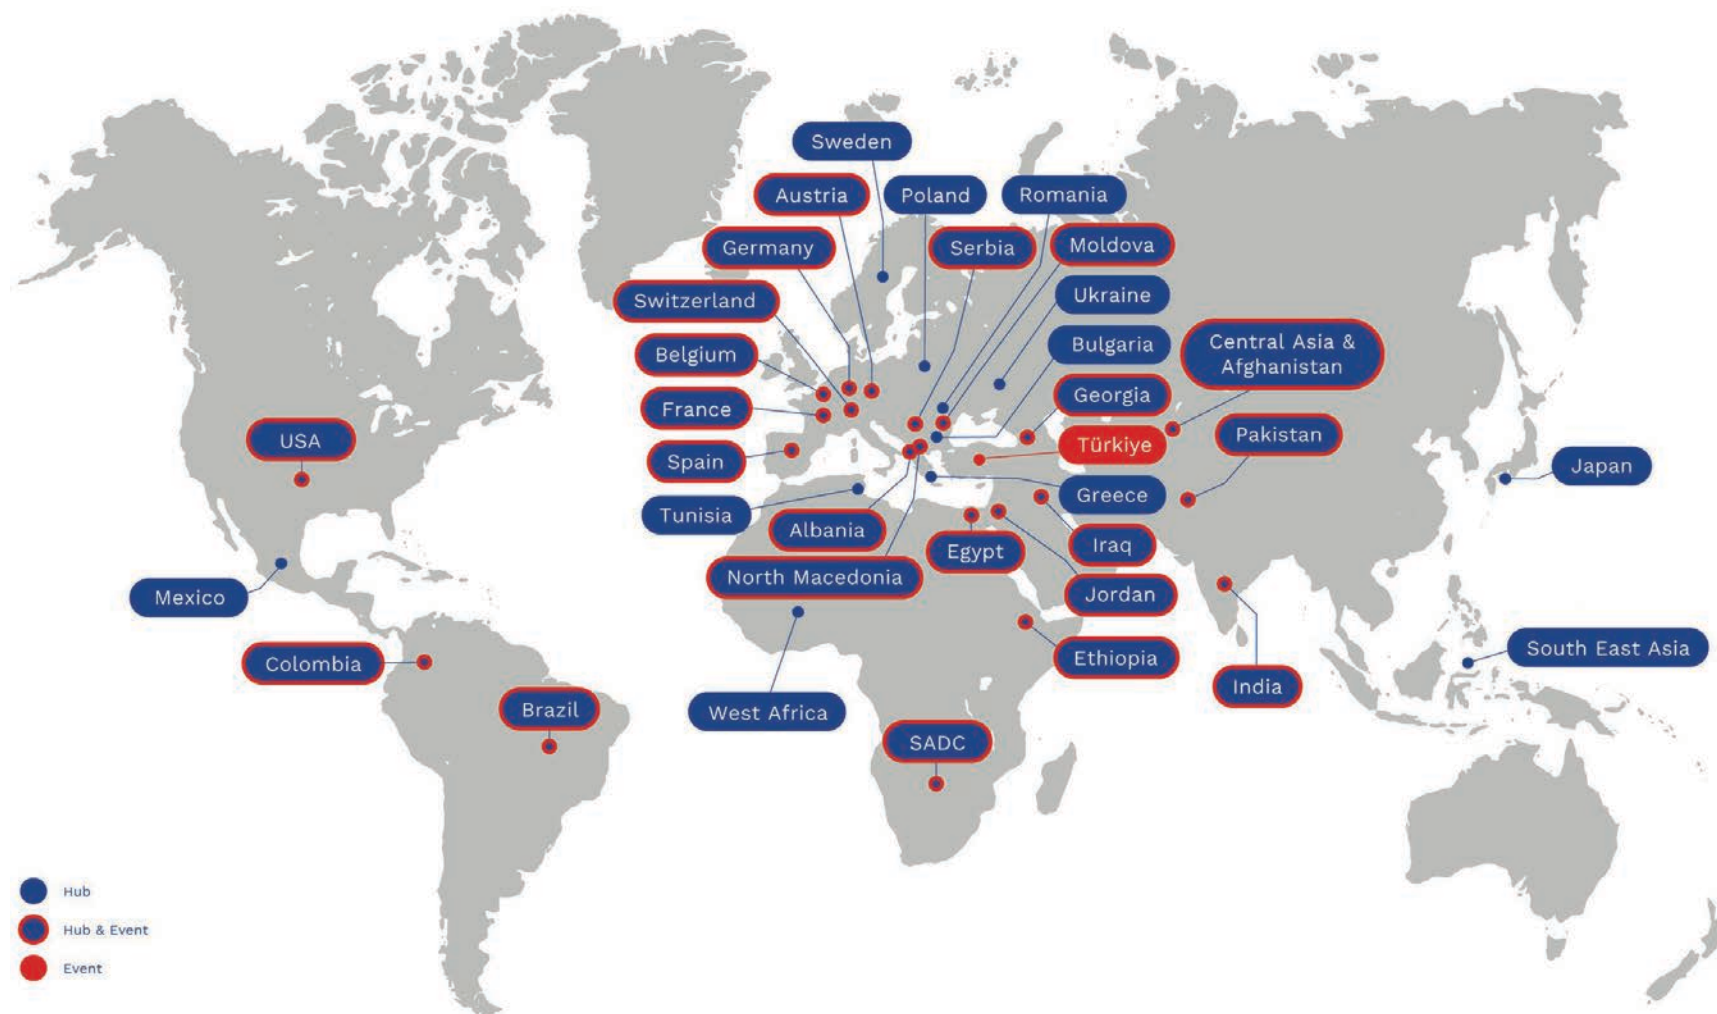 Sweden
Austria
Poland
Romania
Germany
Serbia
Moldova
Switzerland
Ukraine
Belgium
Bulgaria
Central Asia &
Afghanistan
France
Georgia
USA
Türkiye
Pakistan
Spain
Japan
Tunisia
Greece
Albania
Egypt
Iraq
North Macedonia
Mexico
Jordan
Colombia
Ethiopia
South East Asia
India
Brazil
West Africa
SADC
Hub
Hub & Event
Event